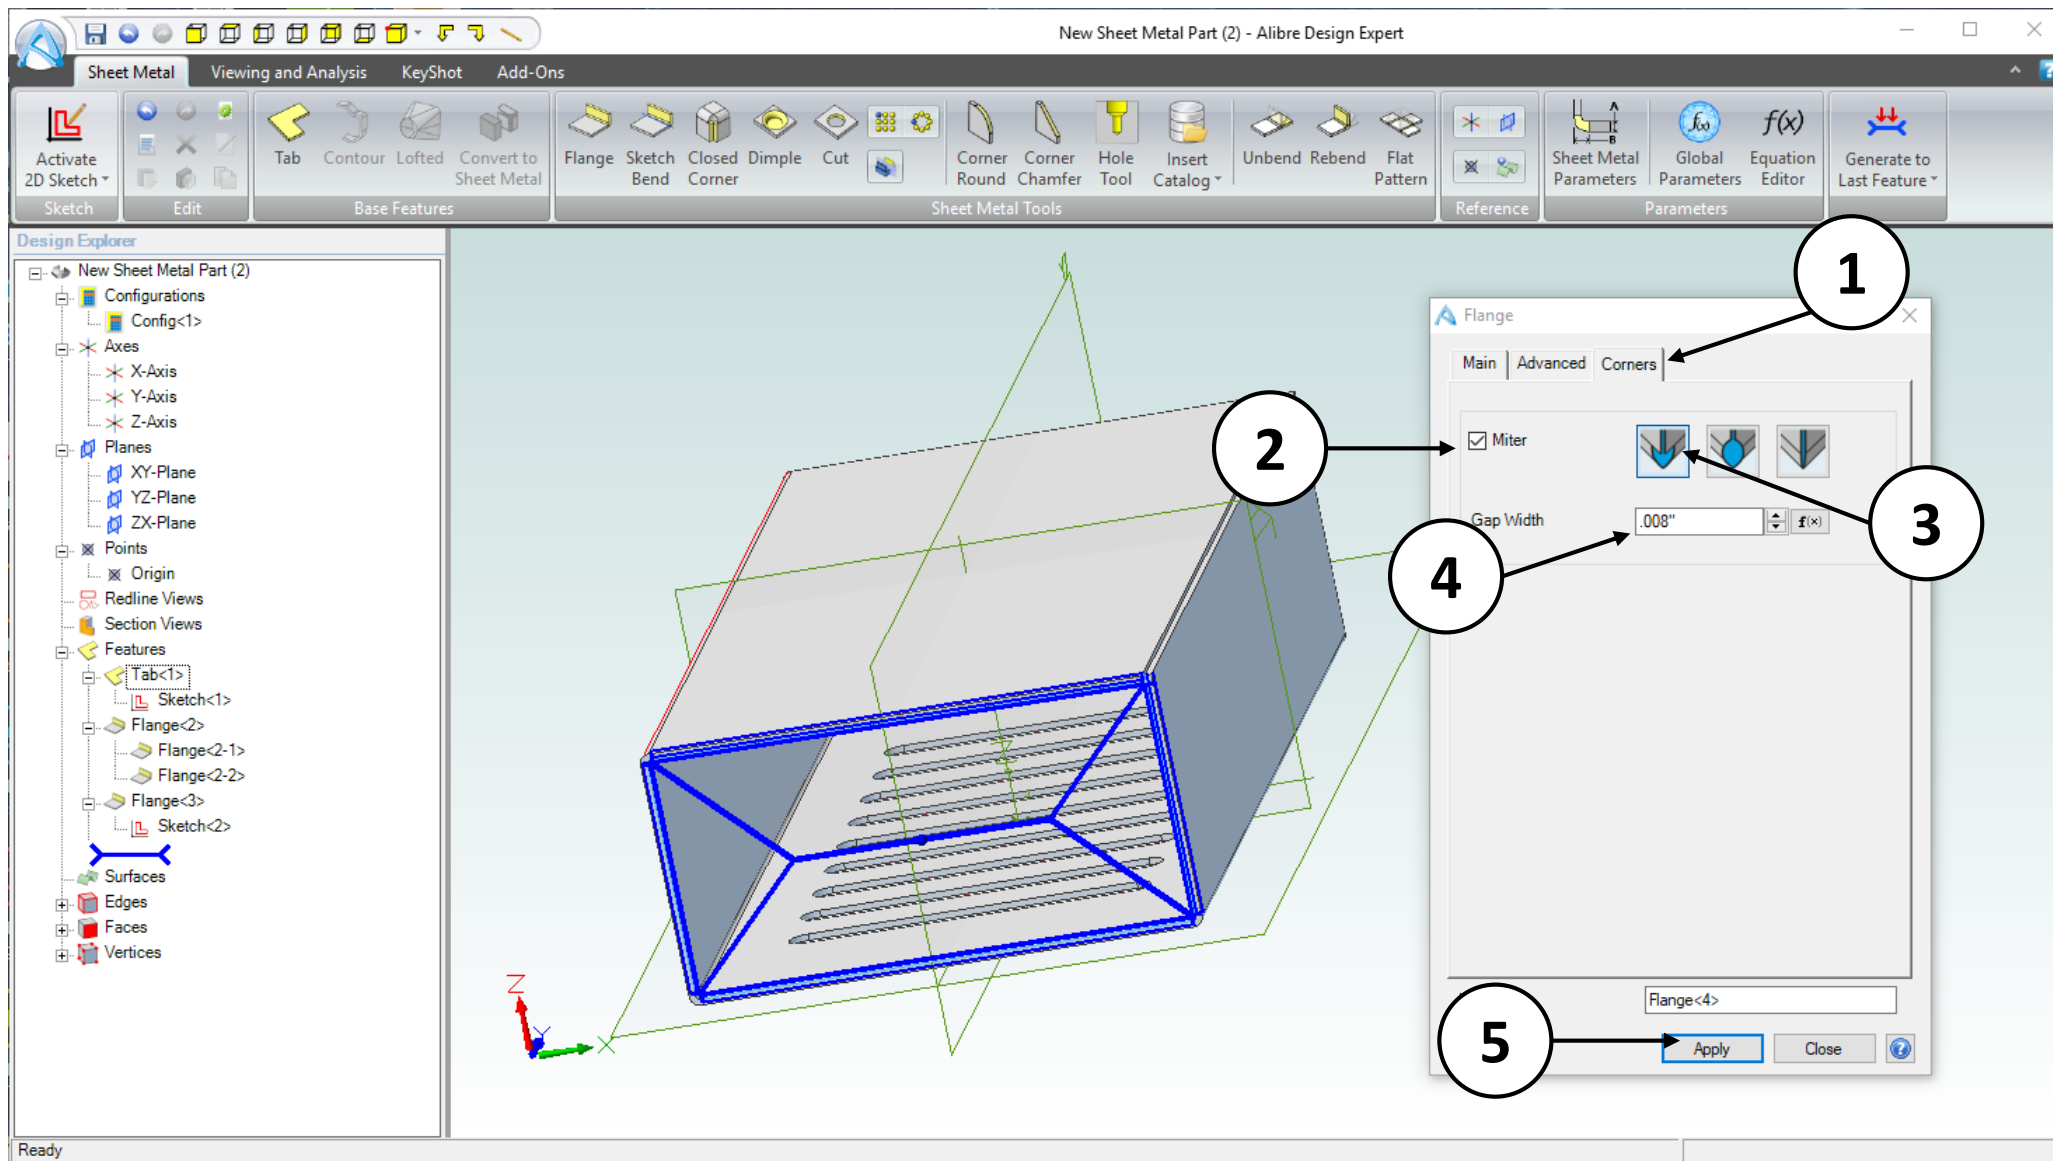 New Sheet Metal Part (2) - Alibre Design Expert
Sheet Metal
Viewing and Analysis
KeyShot
Add-Ons
Activate
2D Sketch
Sketch
Edit
Tab
Contour
Lofted
Convert to
Sheet Metal
Base Features
Flange
Sketch
Bend
Closed
Corner
Dimple
Cut
Corner
Round
Corner
Chamfer
Hole
Tool
Insert
Catalog
Unbend
Rebend
Flat
Pattern
Sheet Metal Tools
Reference
A
B
Sheet Metal
Parameters
f(x)
Global
Parameters
f(x)
Equation
Editor
Parameters
Generate to
Last Feature
Design Explorer
New Sheet Metal Part (2)
Configurations
Config<1>
Axes
X-Axis
Y-Axis
Z-Axis
Planes
XY-Plane
YZ-Plane
ZX-Plane
Points
Origin
Redline Views
Section Views
Features
Tab<1>
Sketch<1>
Flange<2>
Flange<2-1>
Flange<2-2>
Flange<3>
Sketch<2>
Surfaces
Edges
Faces
Vertices
Z
Y
X
Flange
Main
Advanced
Corners
Miter
Gap Width
.008"
f(x)
Flange<4>
Apply
Close
1
2
3
4
5
Ready